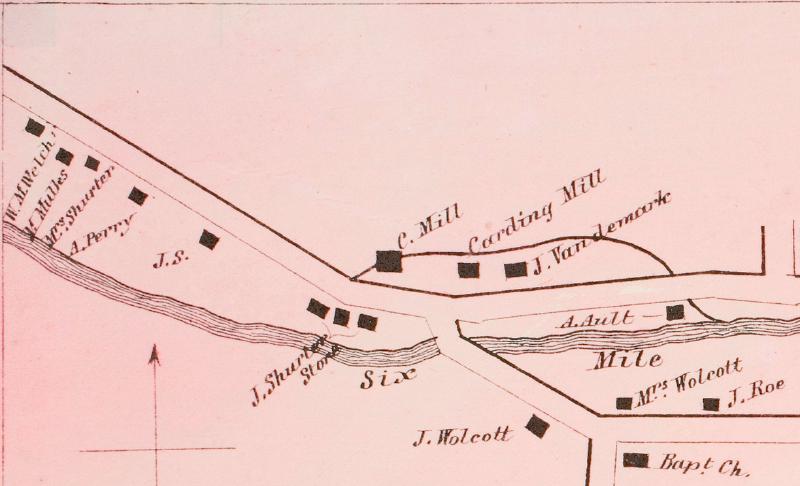 W. M. Welch
M. Mulks
Mrs. Shurter
A. Perry
J. S.
C. Mill
Carding Mill
J. Vandemark
J. Shurter
Store
A. Ault
Six
Mile
Mrs. Wolcott
J. Roe
J. Wolcott
Bapt. Ch.